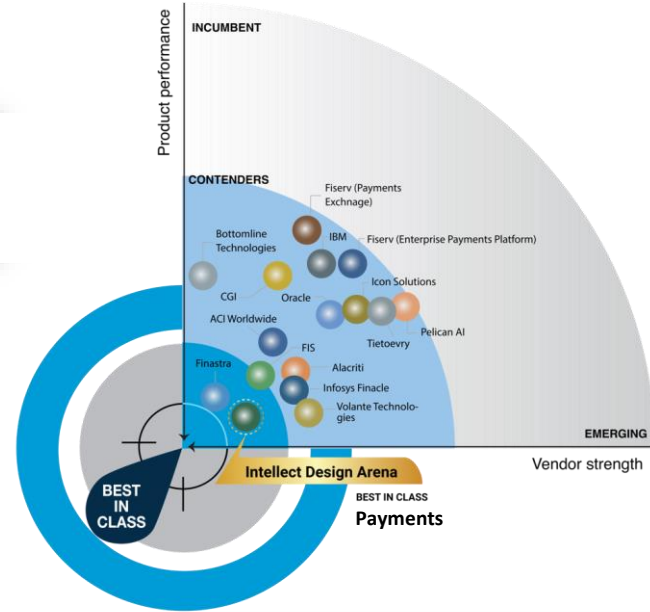 INCUMBENT
Product performance
CONTENDERS
Fiserv (Payments
Exchnage)
Bottomline
Technologies
IBM
Fiserv (Enterprise Payments Platform)
CGI
Oracle
Icon Solutions
ACI Worldwide
Pelican AI
Tietoevry
FIS
Finastra
Alacriti
Infosys Finacle
Volante Technolo-
gies
EMERGING
Vendor strength
Intellect Design Arena
BEST
IN
CLASS
BEST IN CLASS
Payments